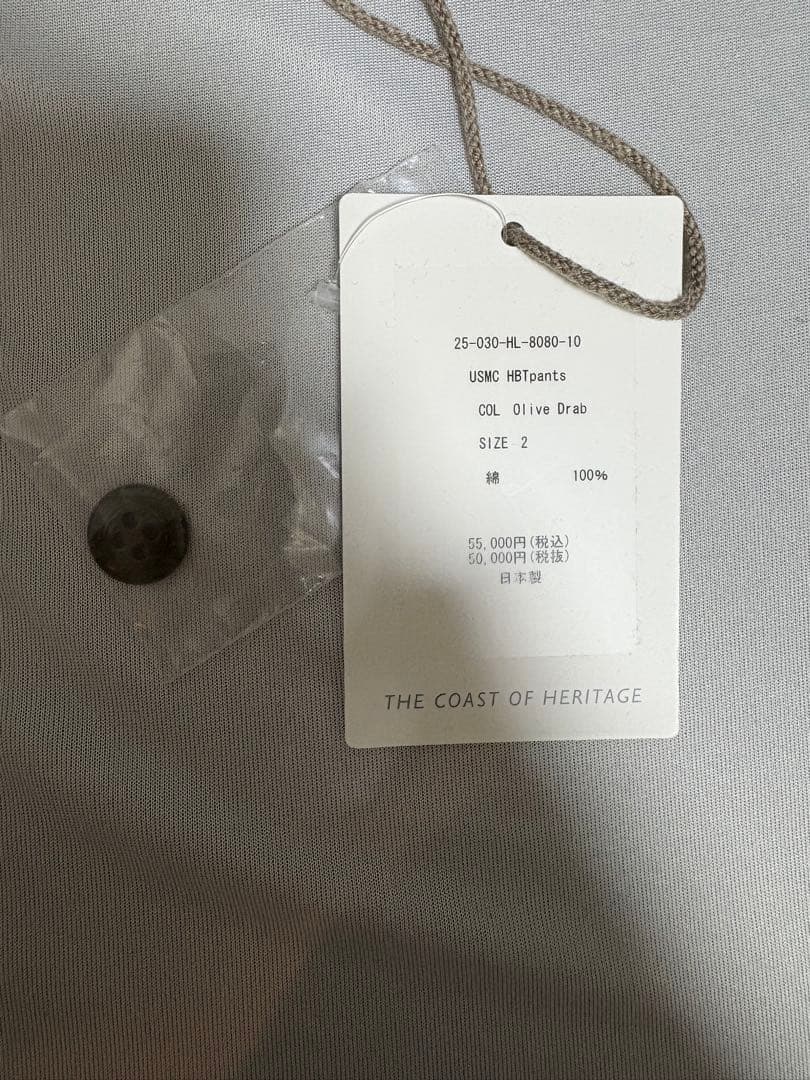 25-030-HL-8080-10
USMC HBTpants
COL Olive Drab
SIZE 2
綿 100%
55,000円(税込)
50,000円(税抜)
日本製
THE COAST OF HERITAGE